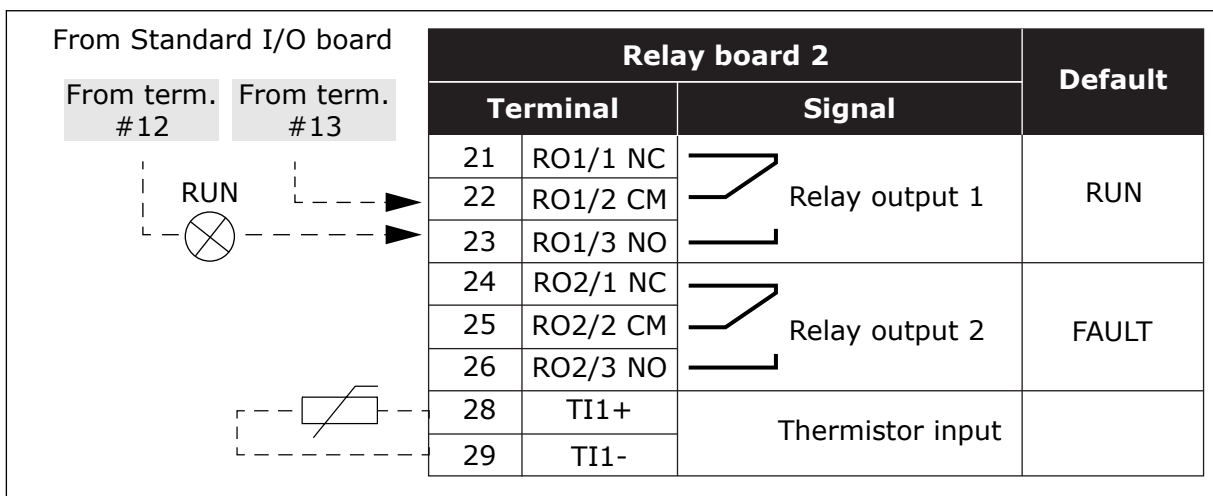 From Standard I/O board
From term. #12
From term. #13
RUN
Relay board 2
Default
Terminal
Signal
21 RO1/1 NC
22 RO1/2 CM
23 RO1/3 NO
Relay output 1
RUN
24 RO2/1 NC
25 RO2/2 CM
26 RO2/3 NO
Relay output 2
FAULT
28 TI1+
29 TI1-
Thermistor input